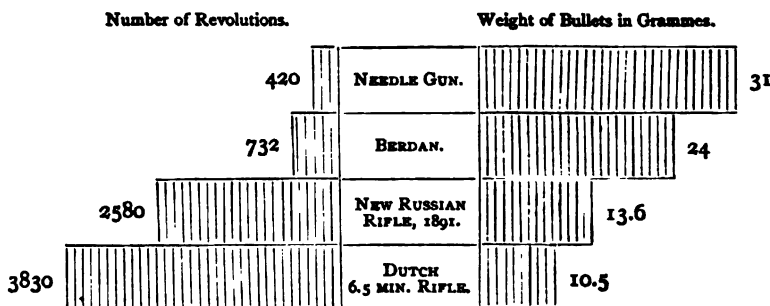 Number of Revolutions. Weight of Bullets in Grammes.
420 NEEDLE GUN. 31
732 BERDAN. 24
2580 NEW RUSSIAN RIFLE, 1891. 13.6
3830 DUTCH 6.5 MIN. RIFLE. 10.5